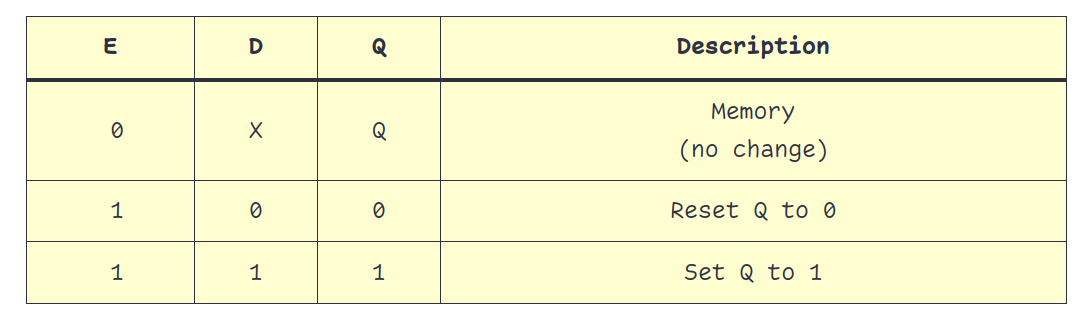 E D Q Description
0 X Q Memory
(no change)
1 0 0 Reset Q to 0
1 1 1 Set Q to 1